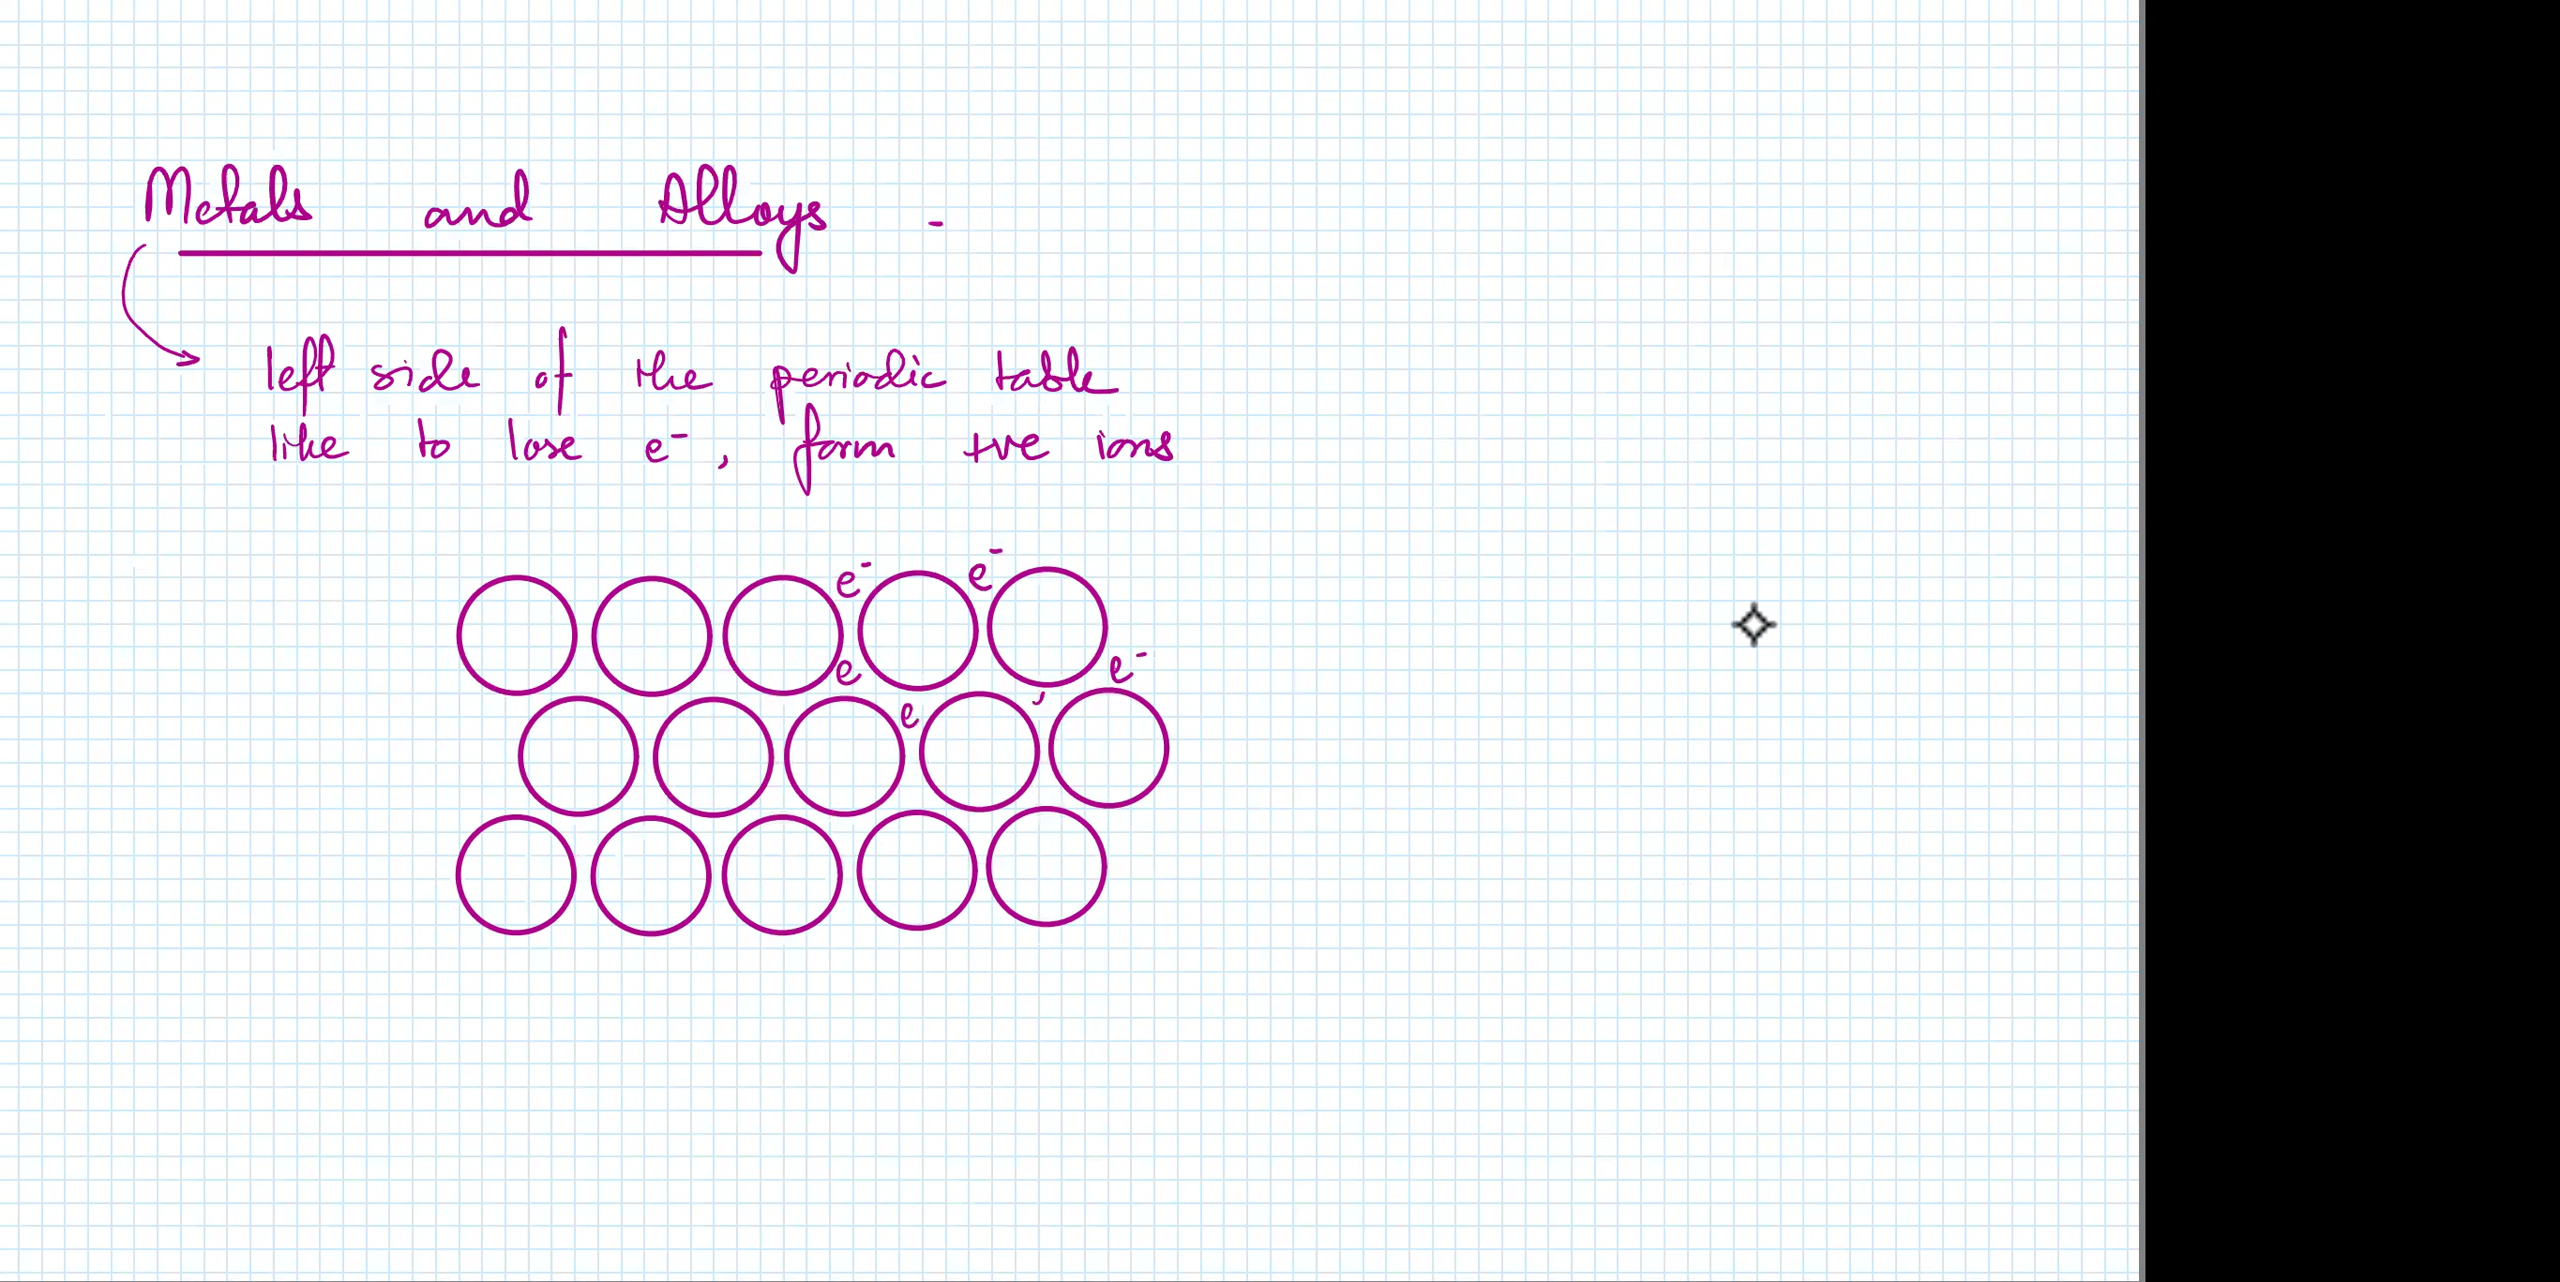 Metals and Alloys -
left side of the periodic table
like to lose e⁻, form +ve ions
e⁻ e⁻
e e⁻
e